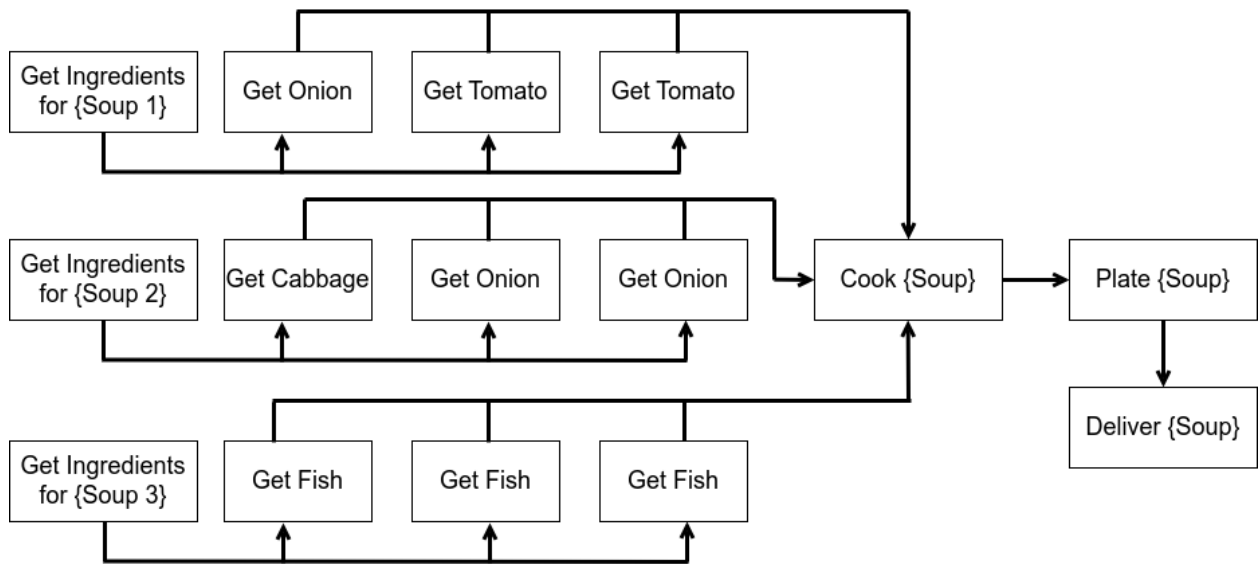 Get Ingredients
for {Soup 1}
Get Onion
Get Tomato
Get Tomato
Get Ingredients
for {Soup 2}
Get Cabbage
Get Onion
Get Onion
Cook {Soup}
Plate {Soup}
Deliver {Soup}
Get Ingredients
for {Soup 3}
Get Fish
Get Fish
Get Fish